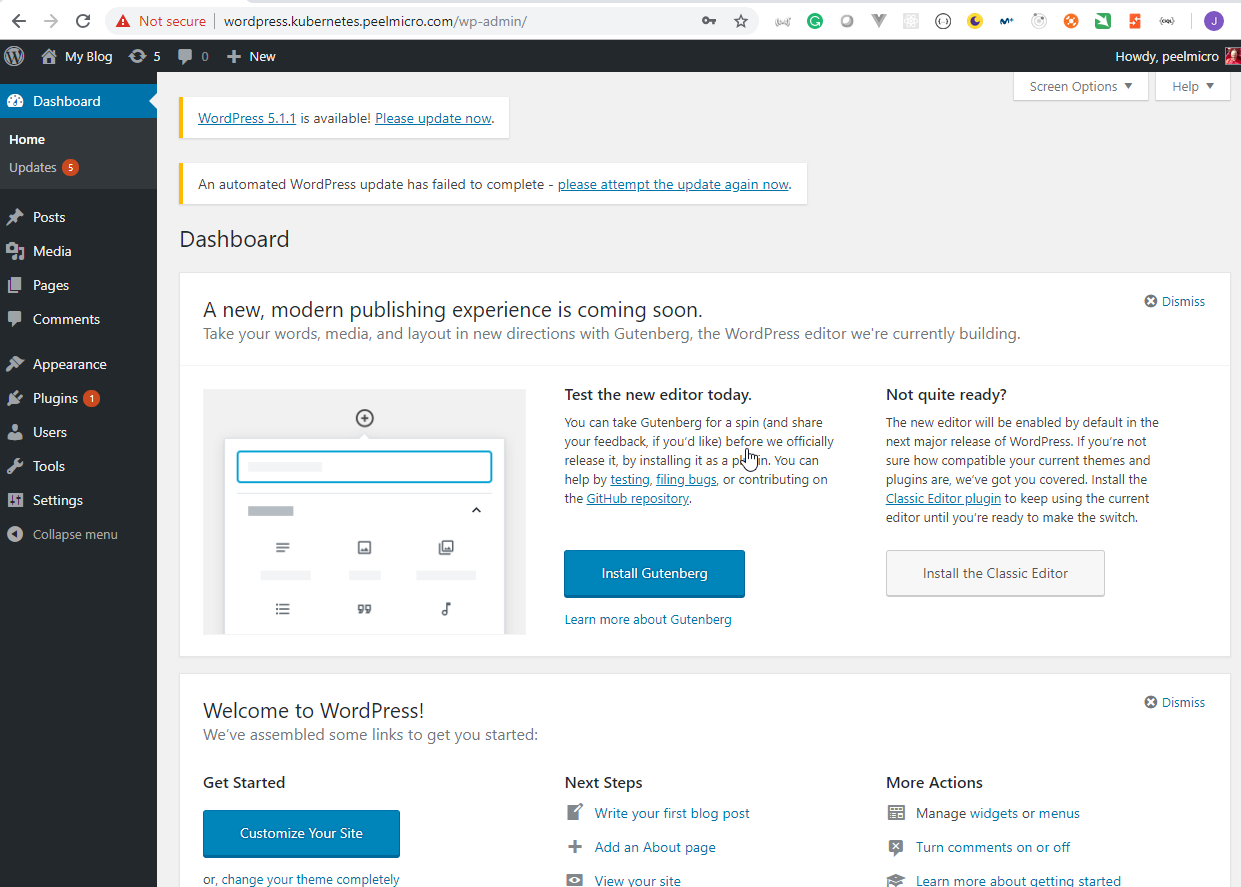 Not secure | wordpress.kubernetes.peelmicro.com/wp-admin/
My Blog 5 0 New
Howdy, peelmicro
Dashboard
Home
Updates 5
Posts
Media
Pages
Comments
Appearance
Plugins 1
Users
Tools
Settings
Collapse menu
Screen Options
Help
WordPress 5.1.1 is available! Please update now.
An automated WordPress update has failed to complete - please attempt the update again now.
Dashboard
A new, modern publishing experience is coming soon.
Dismiss
Take your words, media, and layout in new directions with Gutenberg, the WordPress editor we're currently building.
Test the new editor today.
You can take Gutenberg for a spin (and share
your feedback, if you'd like) before we officially
release it, by installing it as a plugin. You can
help by testing, filing bugs, or contributing on
the GitHub repository.
Install Gutenberg
Learn more about Gutenberg
Not quite ready?
The new editor will be enabled by default in the
next major release of WordPress. If you're not
sure how compatible your current themes and
plugins are, we've got you covered. Install the
Classic Editor plugin to keep using the current
editor until you're ready to make the switch.
Install the Classic Editor
Welcome to WordPress!
Dismiss
We've assembled some links to get you started:
Get Started
Customize Your Site
or, change your theme completely
Next Steps
Write your first blog post
Add an About page
View your site
More Actions
Manage widgets or menus
Turn comments on or off
Learn more about getting started